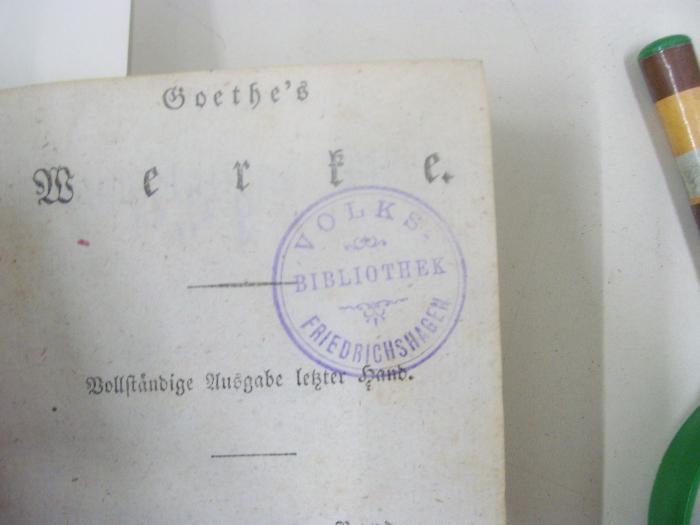 Goethe's
Werke.
VOLKS-
BIBLIOTHEK
FRIEDRICHSHAGEN
Vollständige Ausgabe letzter Hand.